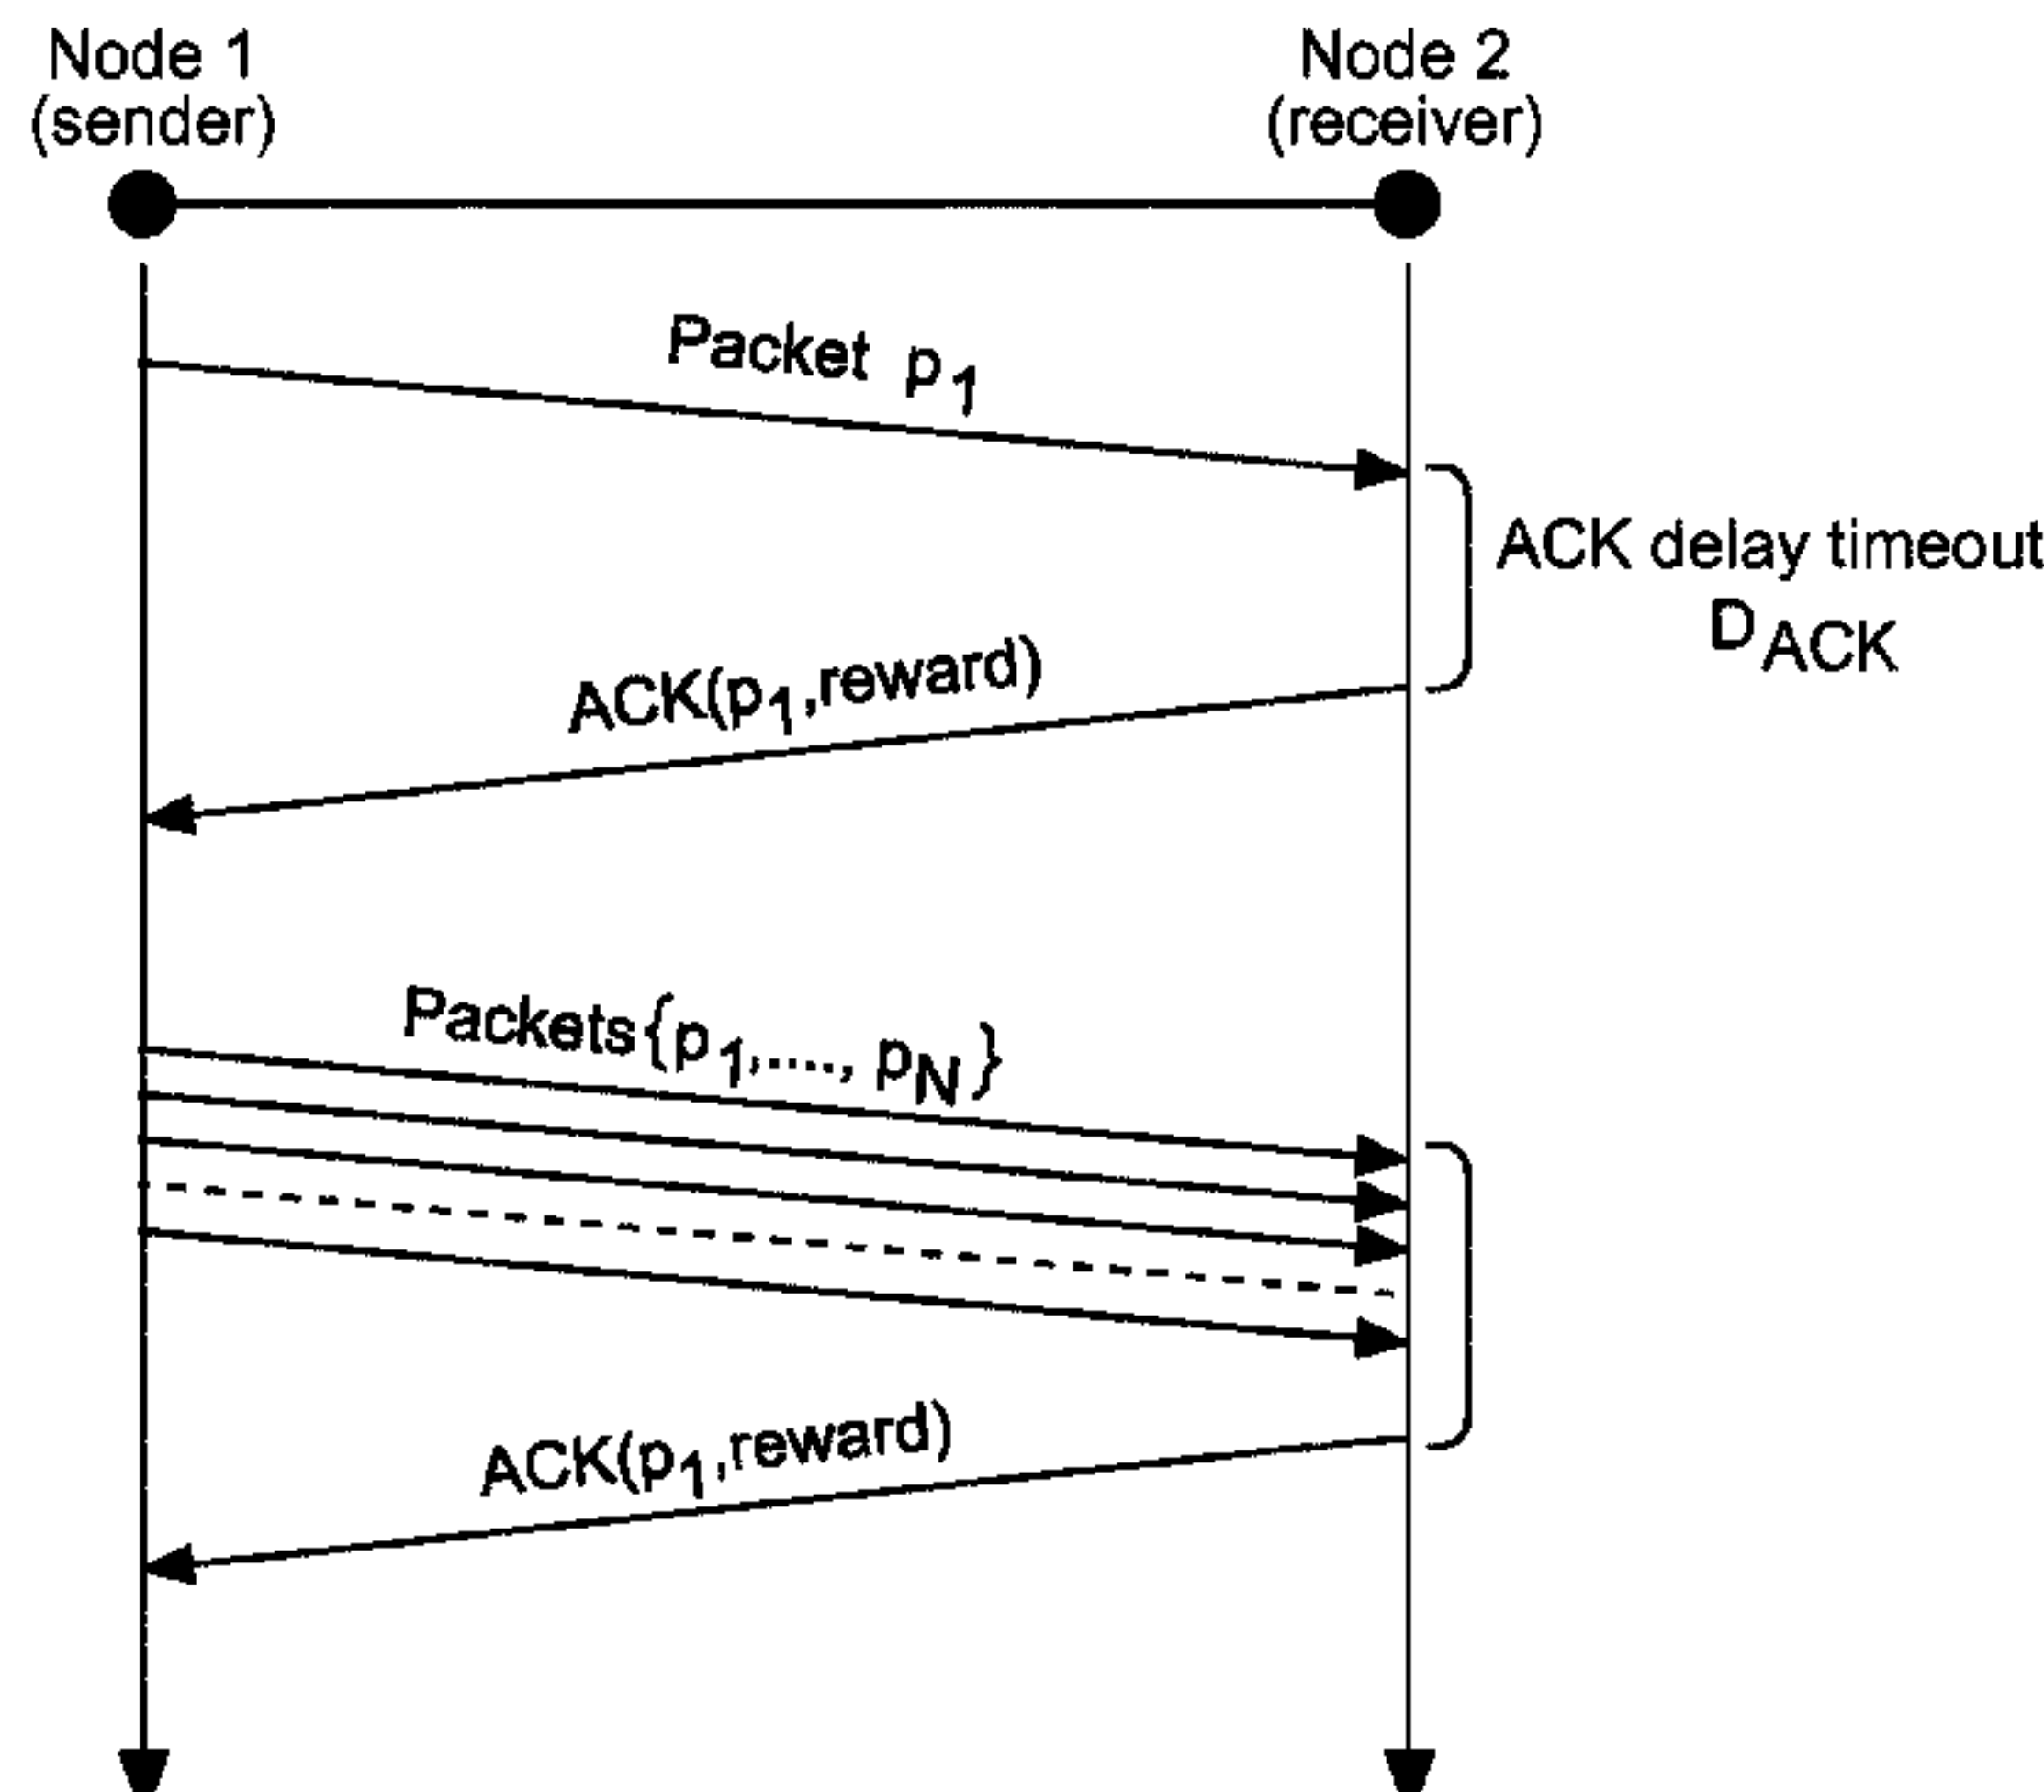 Node 1
(sender)
Node 2
(receiver)
Packet p1
ACK delay timeout
DACK
ACK(p1,reward)
Packets{p1,...., pN}
ACK(p1,reward)